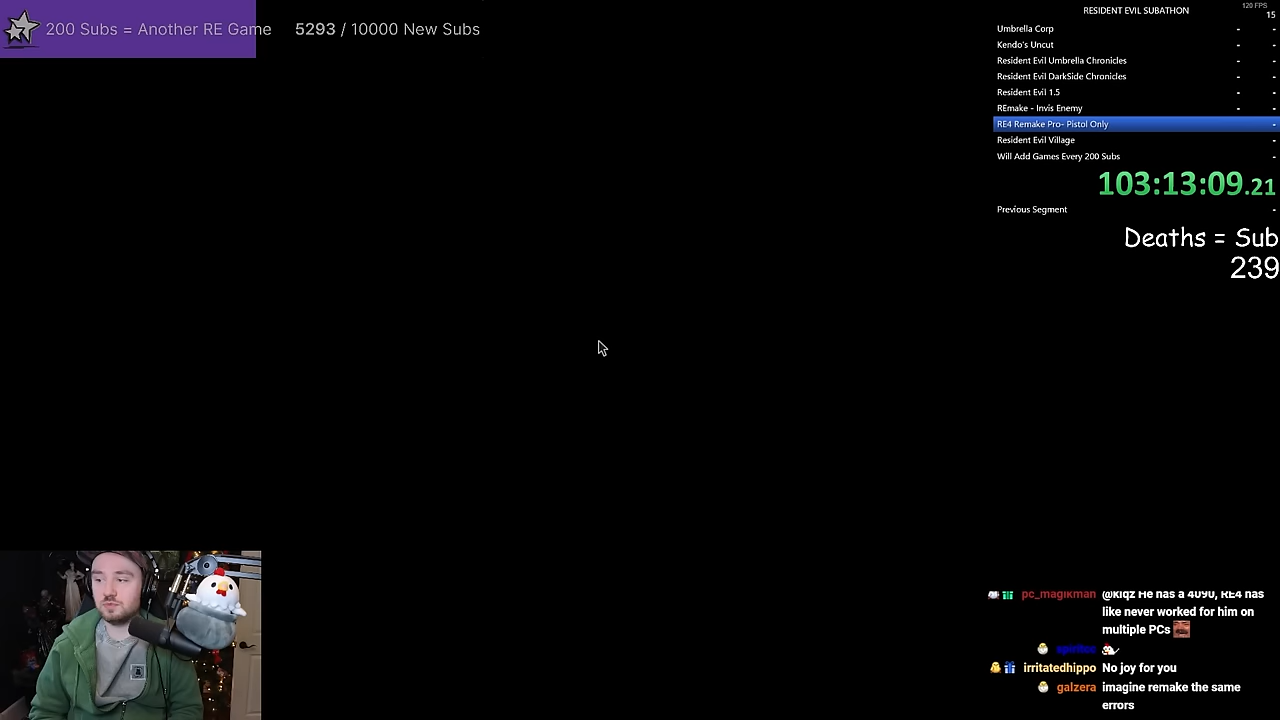 200 Subs = Another RE Game 5293 / 10000 New Subs
120 FPS
RESIDENT EVIL SUBATHON
15
Umbrella Corp - -
Kendo's Uncut - -
Resident Evil Umbrella Chronicles - -
Resident Evil DarkSide Chronicles - -
Resident Evil 1.5 - -
REmake - Invis Enemy - -
RE4 Remake Pro- Pistol Only -
Resident Evil Village -
Will Add Games Every 200 Subs -
103:13:09.21
Previous Segment -
Deaths = Sub
239
pc_magikman @kiqz He has a 4090, RE4 has
like never worked for him on
multiple PCs
irritatedhippo No joy for you
galzera imagine remake the same
errors